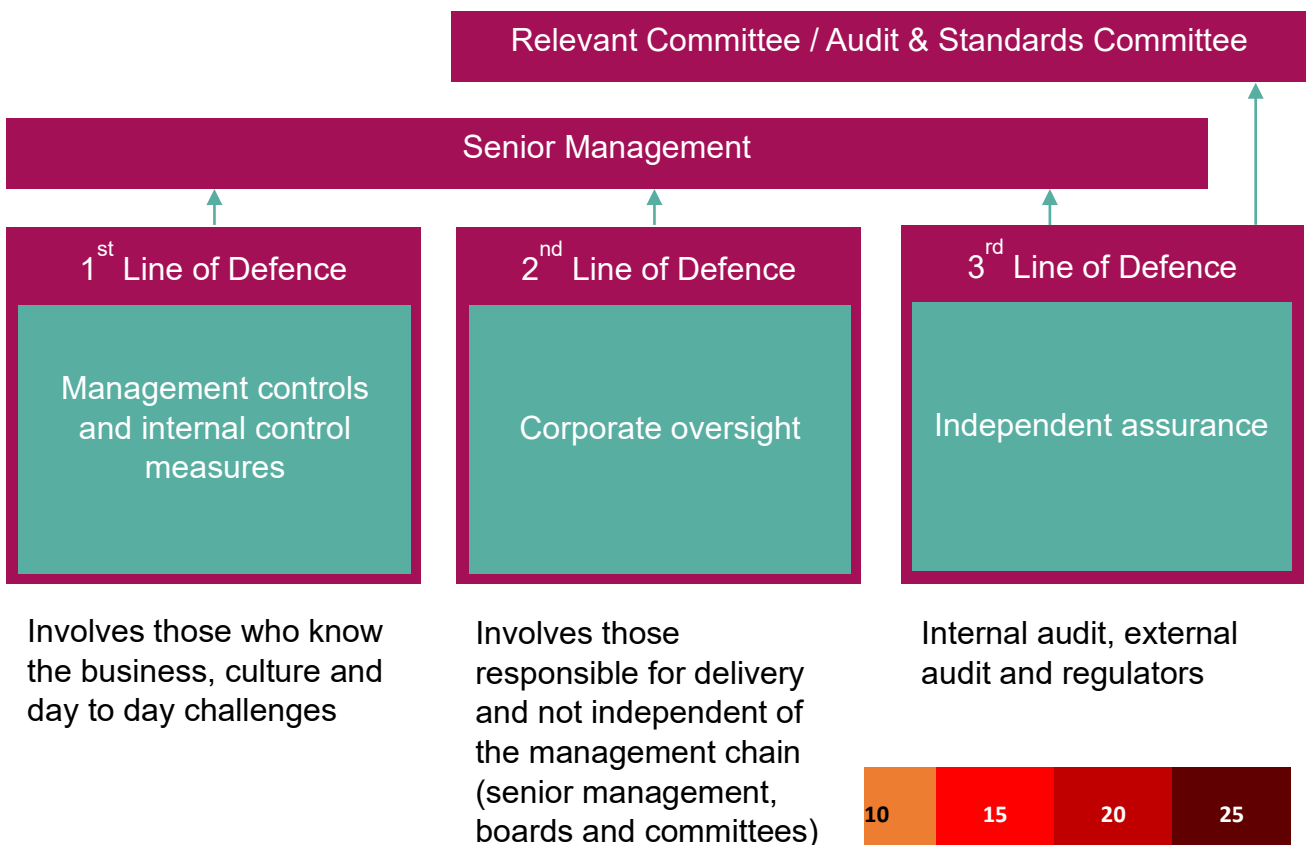 Relevant Committee / Audit & Standards Committee
Senior Management
1st Line of Defence
Management controls
and internal control
measures
Involves those who know
the business, culture and
day to day challenges
2nd Line of Defence
Corporate oversight
Involves those
responsible for delivery
and not independent of
the management chain
(senior management,
boards and committees)
3rd Line of Defence
Independent assurance
Internal audit, external
audit and regulators
10 15 20 25